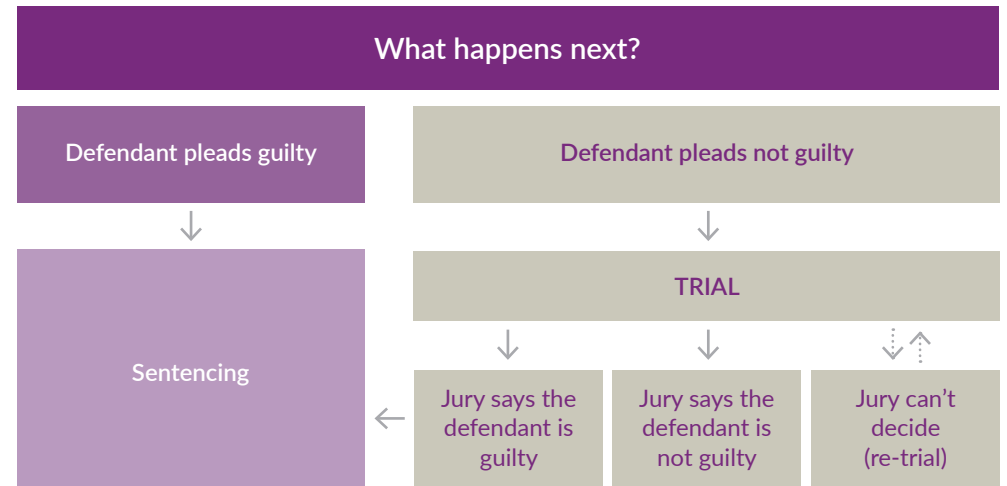 What happens next?
Defendant pleads guilty
Defendant pleads not guilty
TRIAL
Sentencing
Jury says the
defendant is
guilty
Jury says the
defendant is
not guilty
Jury can’t
decide
(re-trial)